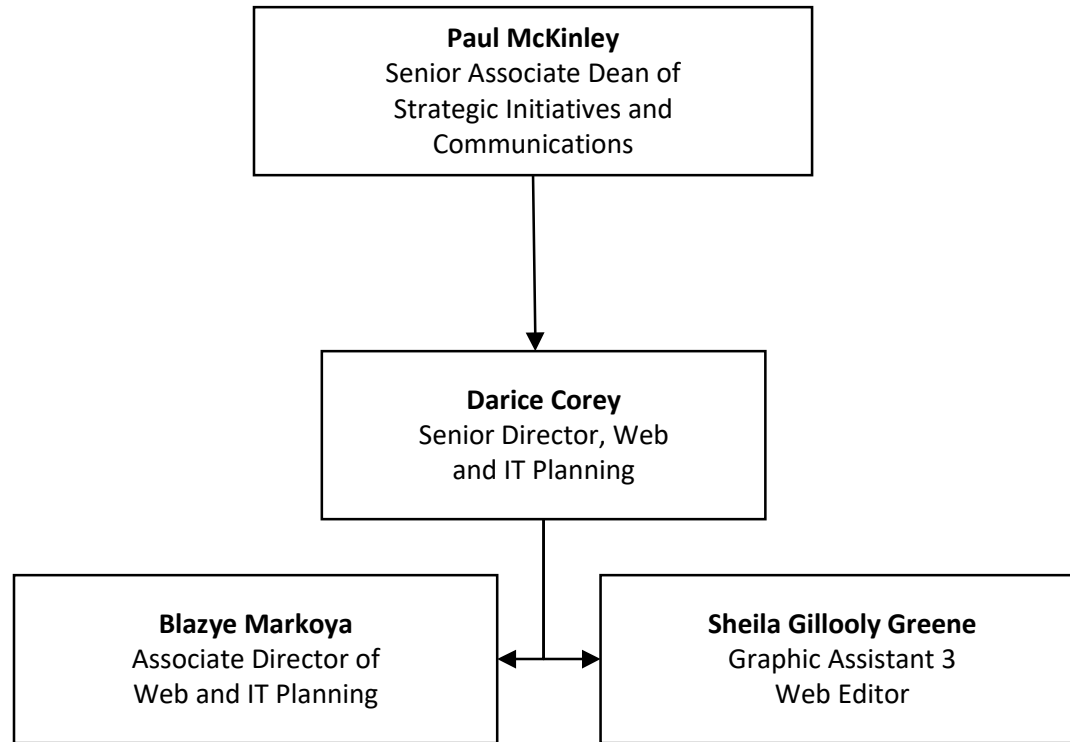 Paul McKinley
Senior Associate Dean of
Strategic Initiatives and
Communications
Darice Corey
Senior Director, Web
and IT Planning
Blazye Markoya
Associate Director of
Web and IT Planning
Sheila Gillooly Greene
Graphic Assistant 3
Web Editor